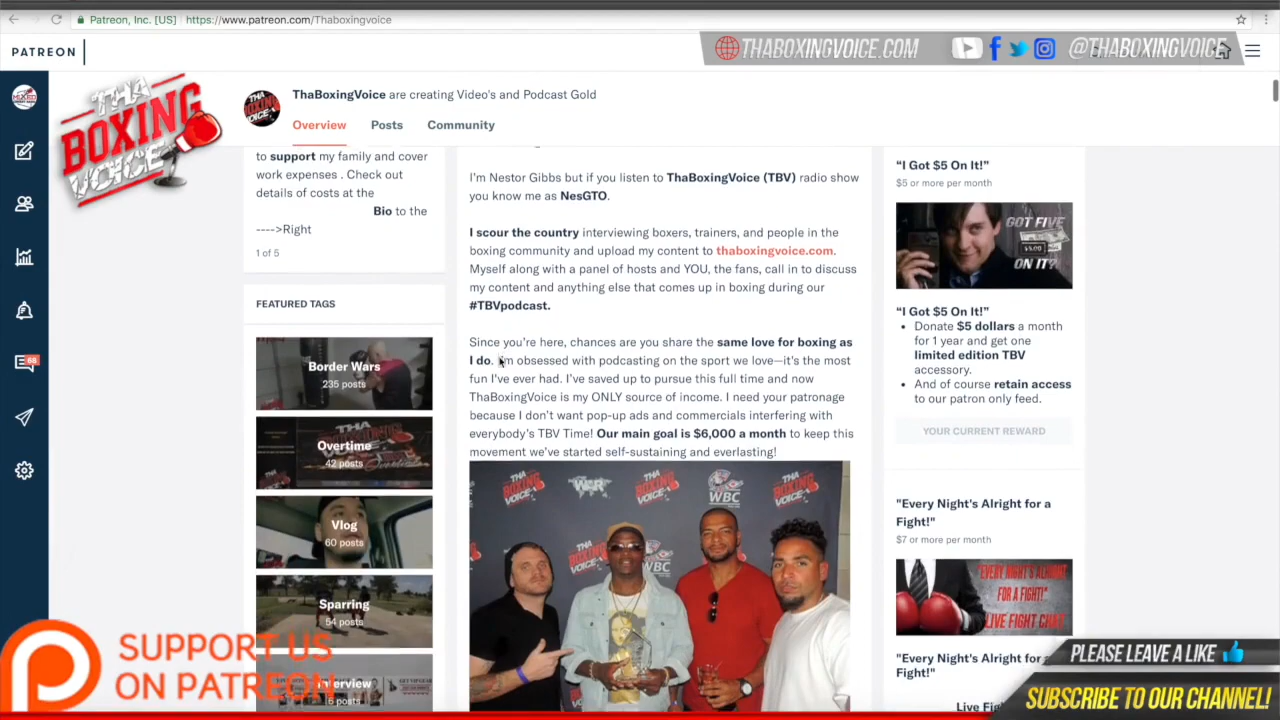 Patreon, Inc. [US]
https://www.patreon.com/Thaboxingvoice
PATREON
THABOXINGVOICE.COM
@THABOXINGVOICE
THA BOXING VOICE
ThaBoxingVoice are creating Video's and Podcast Gold
Overview
Posts
Community
68
to support my family and cover
work expenses . Check out
details of costs at the
Bio to the
---->Right
1 of 5
FEATURED TAGS
Border Wars
235 posts
Overtime
42 posts
Vlog
60 posts
Sparring
54 posts
posts
I'm Nestor Gibbs but if you listen to ThaBoxingVoice (TBV) radio show
you know me as NesGTO.
I scour the country interviewing boxers, trainers, and people in the
boxing community and upload my content to thaboxingvoice.com.
Myself along with a panel of hosts and YOU, the fans, call in to discuss
my content and anything else that comes up in boxing during our
#TBVpodcast.
Since you're here, chances are you share the same love for boxing as
I do. I'm obsessed with podcasting on the sport we love—it's the most
fun I've ever had. I've saved up to pursue this full time and now
ThaBoxingVoice is my ONLY source of income. I need your patronage
because I don't want pop-up ads and commercials interfering with
everybody's TBV Time! Our main goal is $6,000 a month to keep this
movement we've started self-sustaining and everlasting!
WBC
WBC
"I Got $5 On It!"
$5 or more per month
GOT FIVE
ON IT?
"I Got $5 On It!"
Donate $5 dollars a month
for 1 year and get one
limited edition TBV
accessory.
And of course retain access
to our patron only feed.
YOUR CURRENT REWARD
"Every Night's Alright for a
Fight!"
$7 or more per month
"EVERY NIGHT'S ALRIGHT
FOR A FIGHT!
LIVE FIGHT CHAT
"Every Night's Alright for a
Fight!"
SUPPORT US
ON PATREON
PLEASE LEAVE A LIKE
SUBSCRIBE TO OUR CHANNEL!